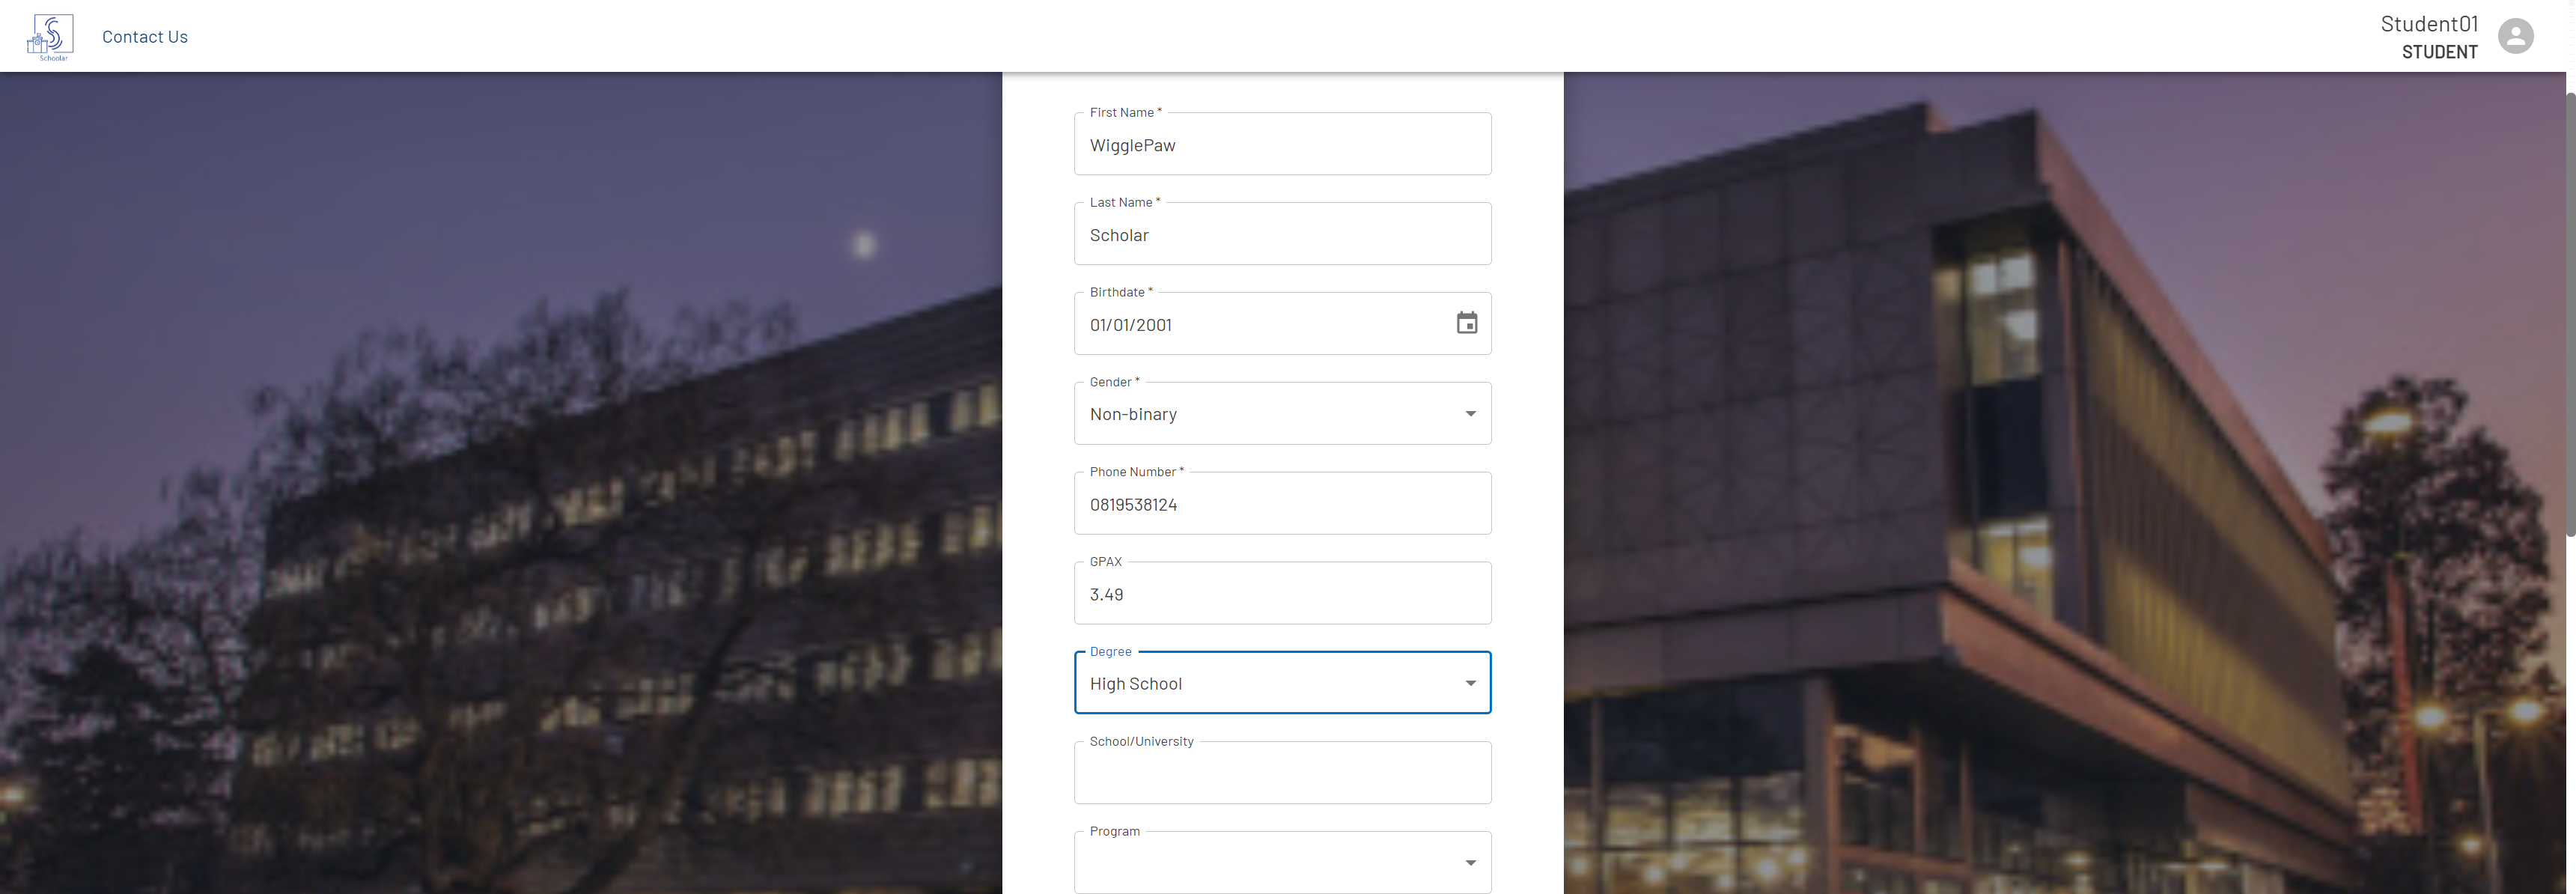 Schoolar
Contact Us
Student01
STUDENT
First Name *
WigglePaw
Last Name *
Scholar
Birthdate *
01/01/2001
Gender *
Non-binary
Phone Number *
0819538124
GPAX
3.49
Degree
High School
School/University
Program